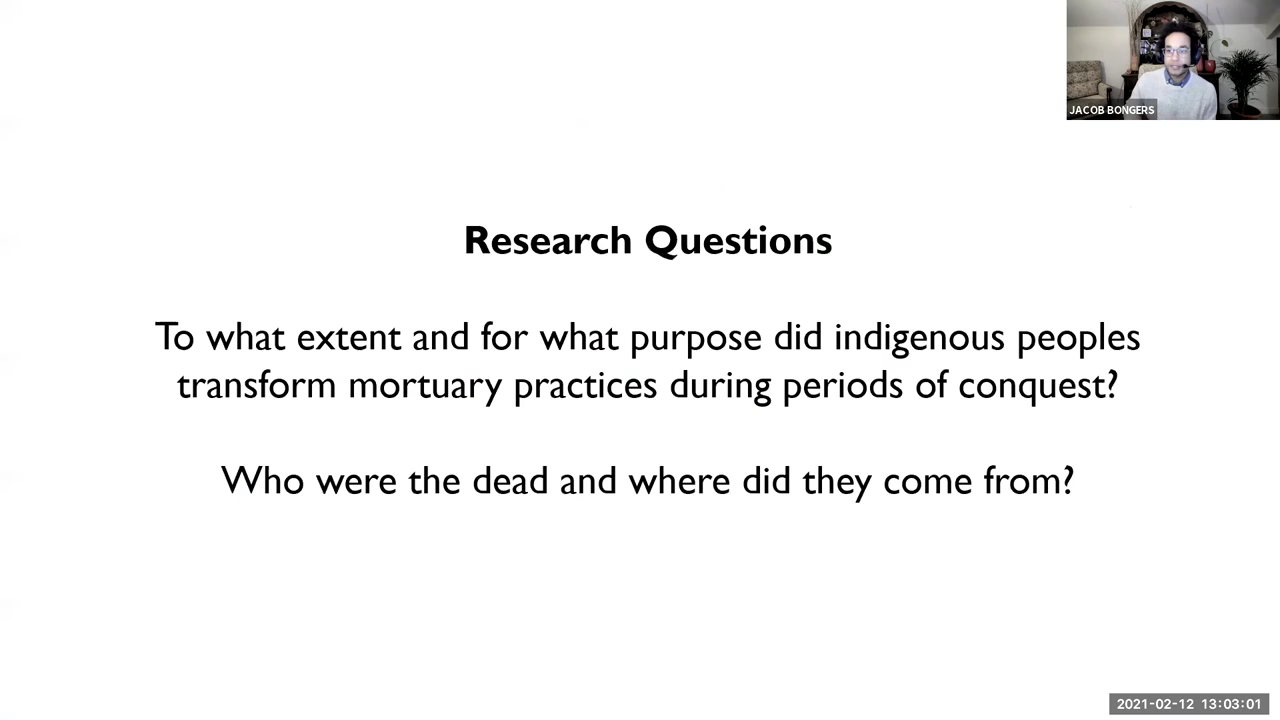 JACOB BONGERS
Research Questions
To what extent and for what purpose did indigenous peoples
transform mortuary practices during periods of conquest?
Who were the dead and where did they come from?
2021-02-12 13:03:01